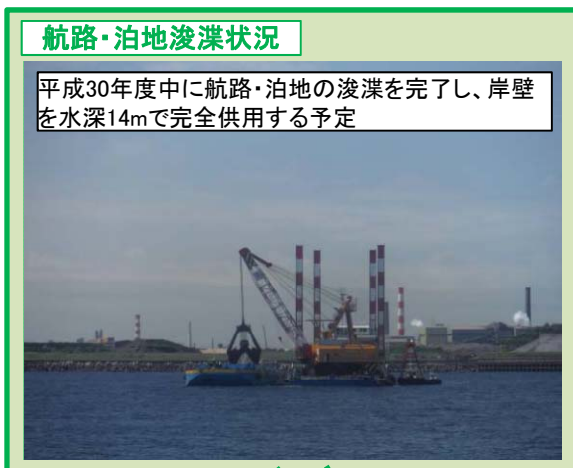 航路・泊地浚渫状況
平成30年度中に航路・泊地の浚渫を完了し、岸壁
を水深14mで完全供用する予定